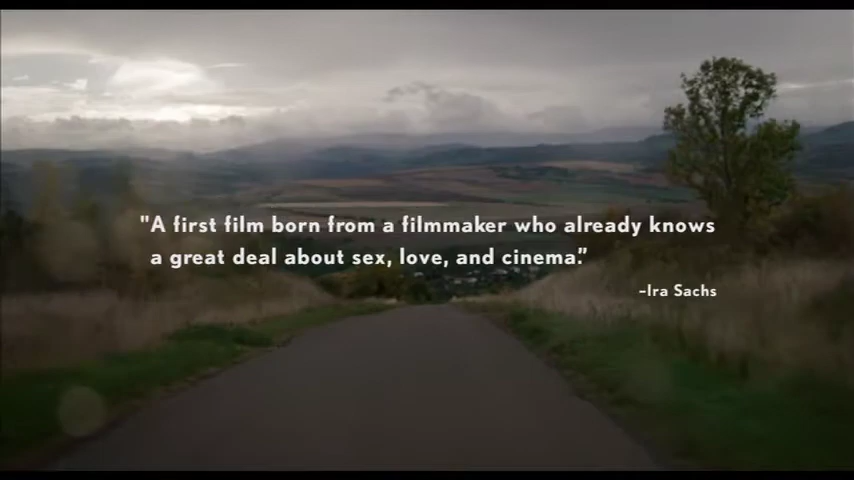 "A first film born from a filmmaker who already knows
a great deal about sex, love, and cinema."
–Ira Sachs